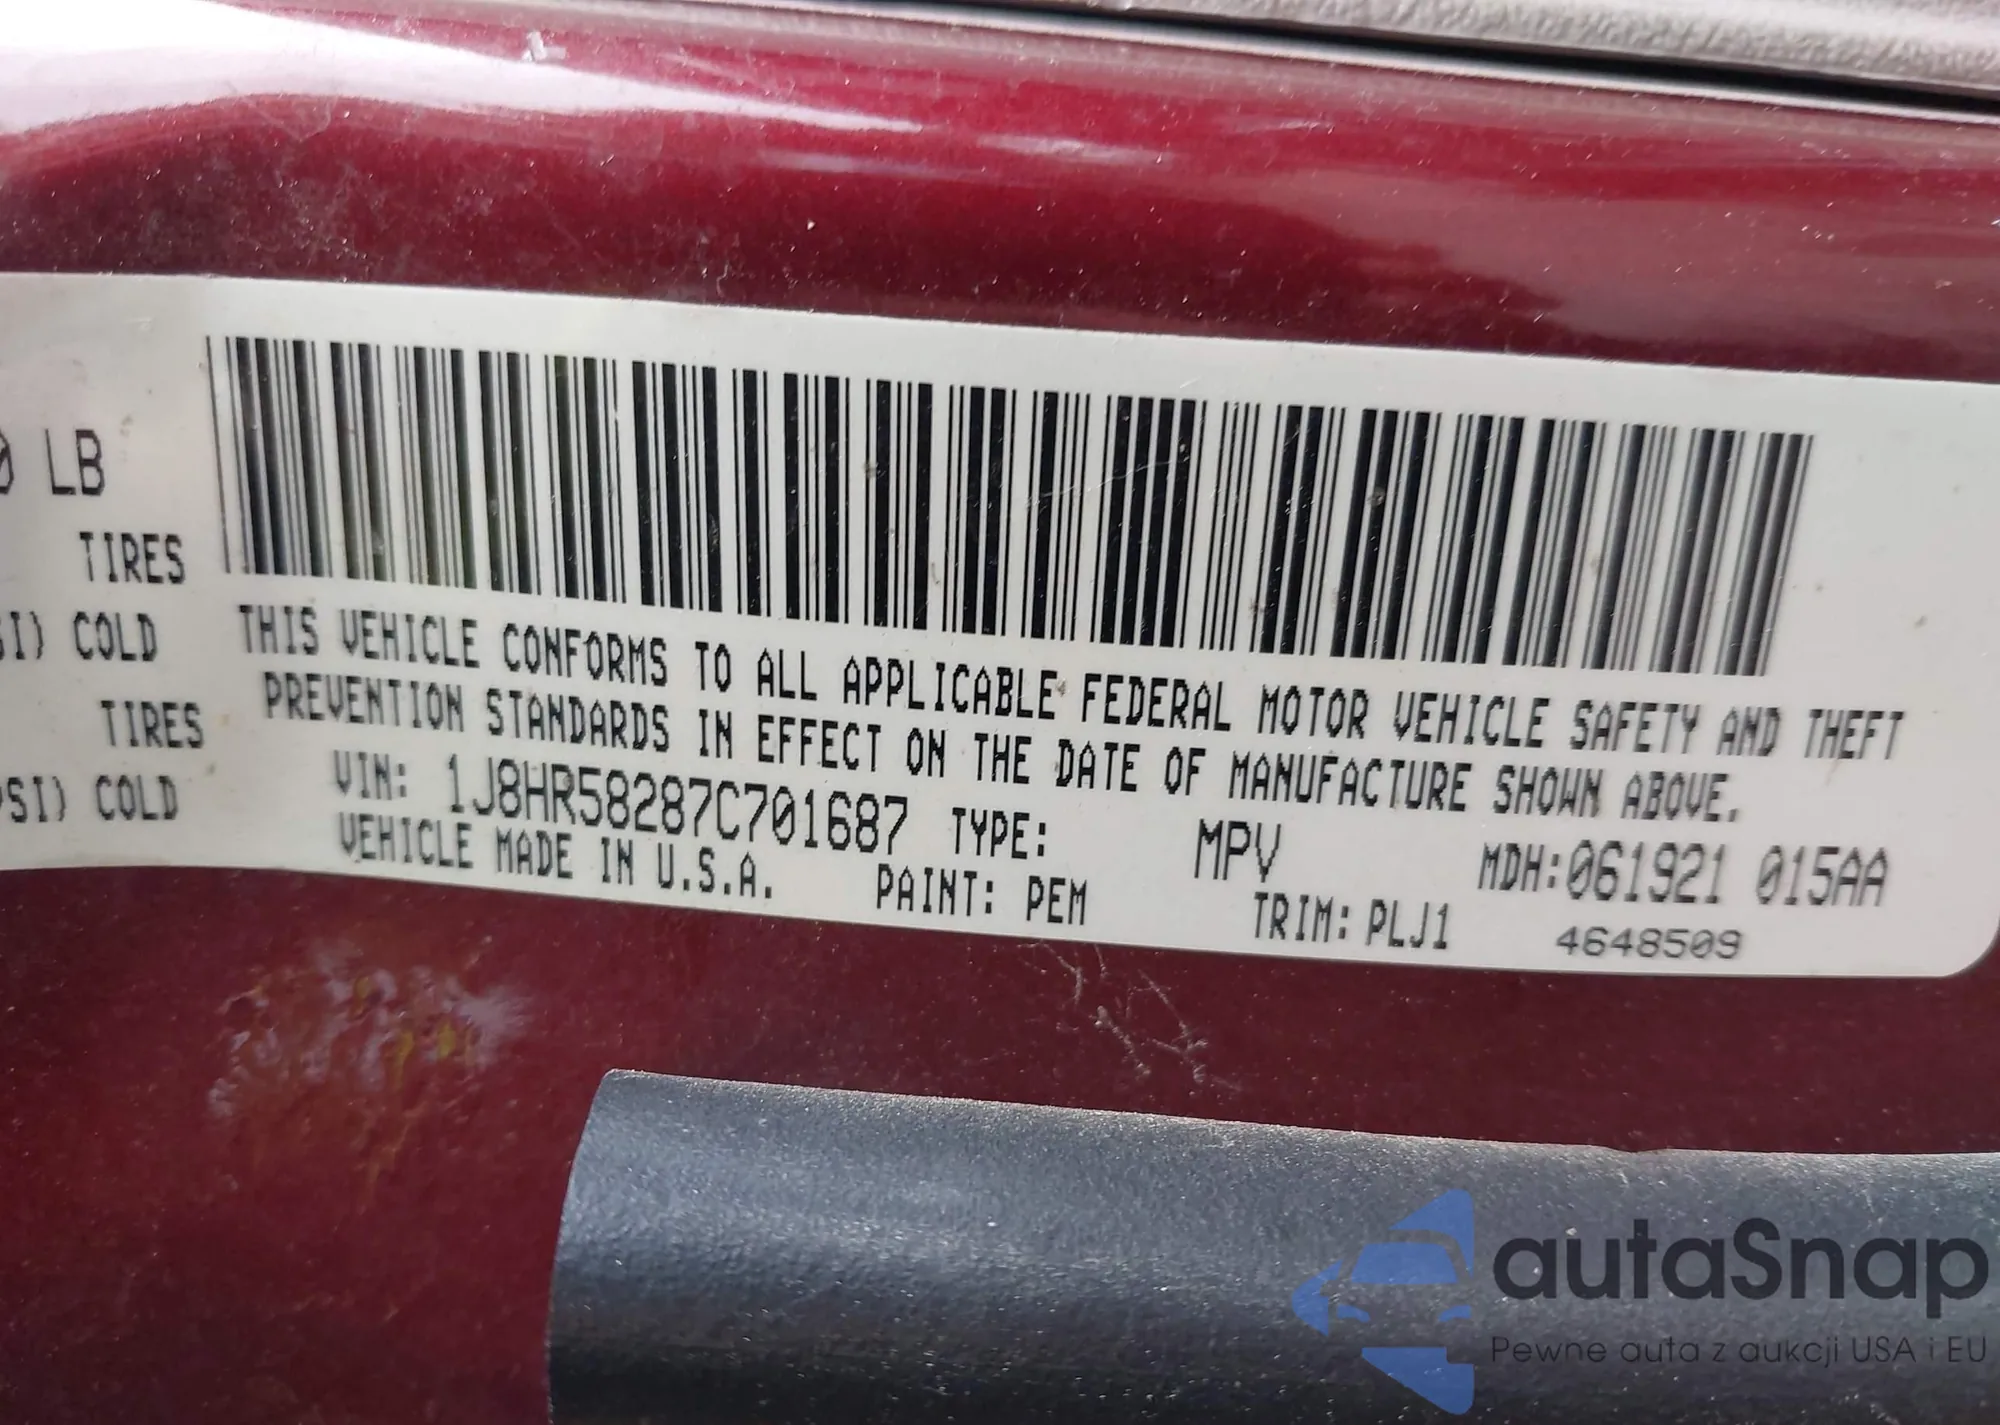 0 LB
TIRES
SI) COLD
TIRES
PSI) COLD
THIS VEHICLE CONFORMS TO ALL APPLICABLE FEDERAL MOTOR VEHICLE SAFETY AND THEFT
PREVENTION STANDARDS IN EFFECT ON THE DATE OF MANUFACTURE SHOWN ABOVE.
VIN: 1J8HR58287C701687 TYPE: MPV MDH:061921 015AA
VEHICLE MADE IN U.S.A. PAINT: PEM TRIM: PLJ1 4648509
autaSnap
Pewne auta z aukcji USA i EU